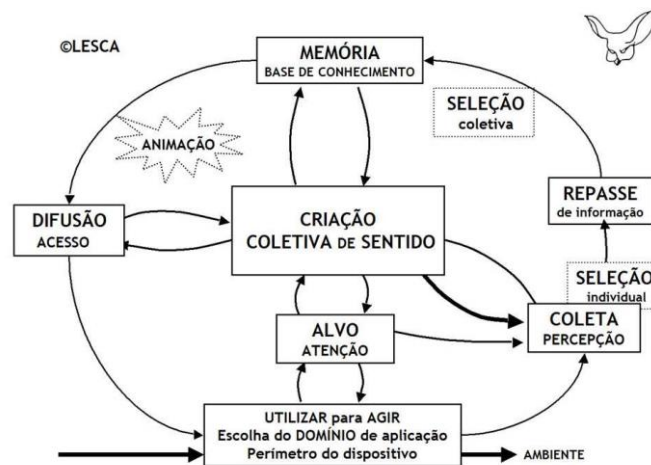 ©LESCA
MEMÓRIA
BASE DE CONHECIMENTO
SELEÇÃO
coletiva
ANIMAÇÃO
DIFUSÃO
ACESSO
CRIAÇÃO
COLETIVA DE SENTIDO
REPASSE
de informação
SELEÇÃO
individual
ALVO
ATENÇÃO
COLETA
PERCEPÇÃO
UTILIZAR para AGIR
Escolha do DOMÍNIO de aplicação
Perímetro do dispositivo
AMBIENTE